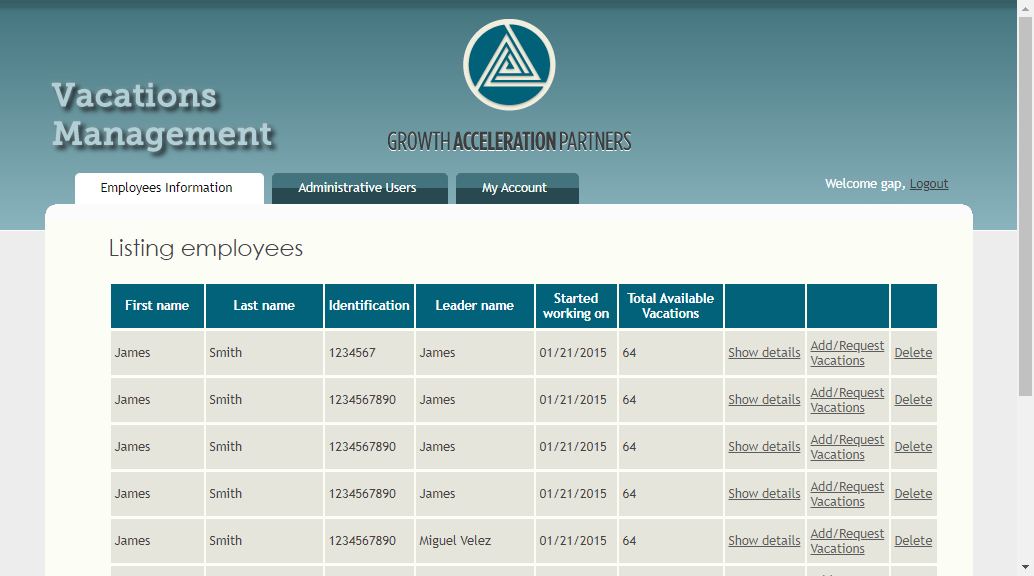 Vacations
Management
GROWTH ACCELERATION PARTNERS
Employees Information Administrative Users My Account Welcome gap, Logout
Listing employees
First name Last name Identification Leader name Started working on Total Available Vacations
James Smith 1234567 James 01/21/2015 64 Show details Add/Request Vacations Delete
James Smith 1234567890 James 01/21/2015 64 Show details Add/Request Vacations Delete
James Smith 1234567890 James 01/21/2015 64 Show details Add/Request Vacations Delete
James Smith 1234567890 James 01/21/2015 64 Show details Add/Request Vacations Delete
James Smith 1234567890 Miguel Velez 01/21/2015 64 Show details Add/Request Vacations Delete